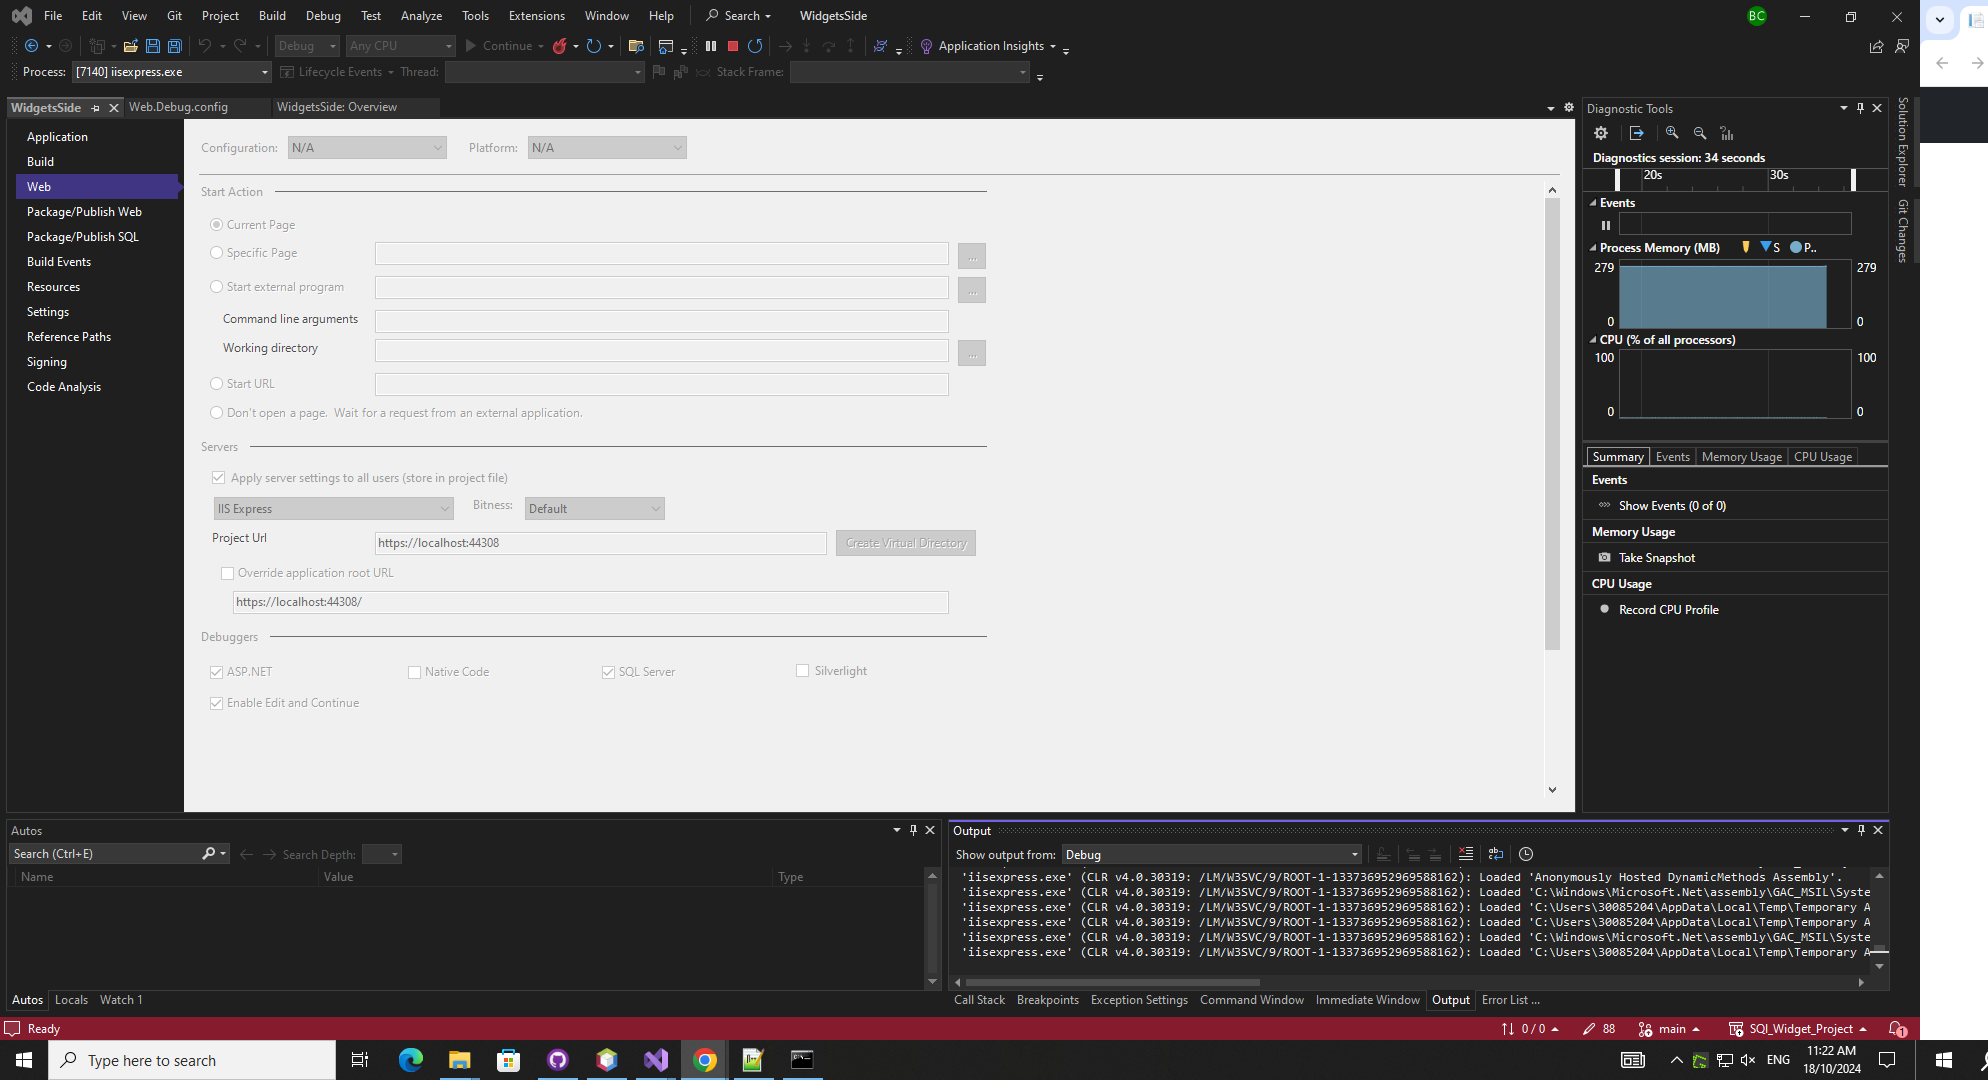 File Edit View Git Project Build Debug Test Analyze Tools Extensions Window Help Search WidgetsSide BC
Debug Any CPU Continue Application Insights
Process: [7140] iisexpress.exe Lifecycle Events Thread: Stack Frame:
WidgetsSide Web.Debug.config WidgetsSide: Overview
Application
Build
Web
Package/Publish Web
Package/Publish SQL
Build Events
Resources
Settings
Reference Paths
Signing
Code Analysis
Configuration: N/A Platform: N/A
Start Action
Current Page
Specific Page ...
Start external program ...
Command line arguments
Working directory ...
Start URL
Don't open a page. Wait for a request from an external application.
Servers
Apply server settings to all users (store in project file)
IIS Express Bitness: Default
Project Url https://localhost:44308 Create Virtual Directory
Override application root URL
https://localhost:44308/
Debuggers
ASP.NET Native Code SQL Server Silverlight
Enable Edit and Continue
Diagnostic Tools
Diagnostics session: 34 seconds
20s 30s
Events
Process Memory (MB) S P..
279 279
0 0
CPU (% of all processors)
100 100
0 0
Summary Events Memory Usage CPU Usage
Events
Show Events (0 of 0)
Memory Usage
Take Snapshot
CPU Usage
Record CPU Profile
Solution Explorer
Git Changes
Autos
Search (Ctrl+E) Search Depth:
Name Value Type
Autos Locals Watch 1
Output
Show output from: Debug
'iisexpress.exe' (CLR v4.0.30319: /LM/W3SVC/9/ROOT-1-133736952969588162): Loaded 'Anonymously Hosted DynamicMethods Assembly'.
'iisexpress.exe' (CLR v4.0.30319: /LM/W3SVC/9/ROOT-1-133736952969588162): Loaded 'C:\Windows\Microsoft.Net\assembly\GAC_MSIL\Syste
'iisexpress.exe' (CLR v4.0.30319: /LM/W3SVC/9/ROOT-1-133736952969588162): Loaded 'C:\Users\30085204\AppData\Local\Temp\Temporary A
'iisexpress.exe' (CLR v4.0.30319: /LM/W3SVC/9/ROOT-1-133736952969588162): Loaded 'C:\Users\30085204\AppData\Local\Temp\Temporary A
'iisexpress.exe' (CLR v4.0.30319: /LM/W3SVC/9/ROOT-1-133736952969588162): Loaded 'C:\Windows\Microsoft.Net\assembly\GAC_MSIL\Syste
'iisexpress.exe' (CLR v4.0.30319: /LM/W3SVC/9/ROOT-1-133736952969588162): Loaded 'C:\Users\30085204\AppData\Local\Temp\Temporary A
Call Stack Breakpoints Exception Settings Command Window Immediate Window Output Error List ...
Ready 0 / 0 88 main SQl_Widget_Project 1
Type here to search ENG 11:22 AM
18/10/2024